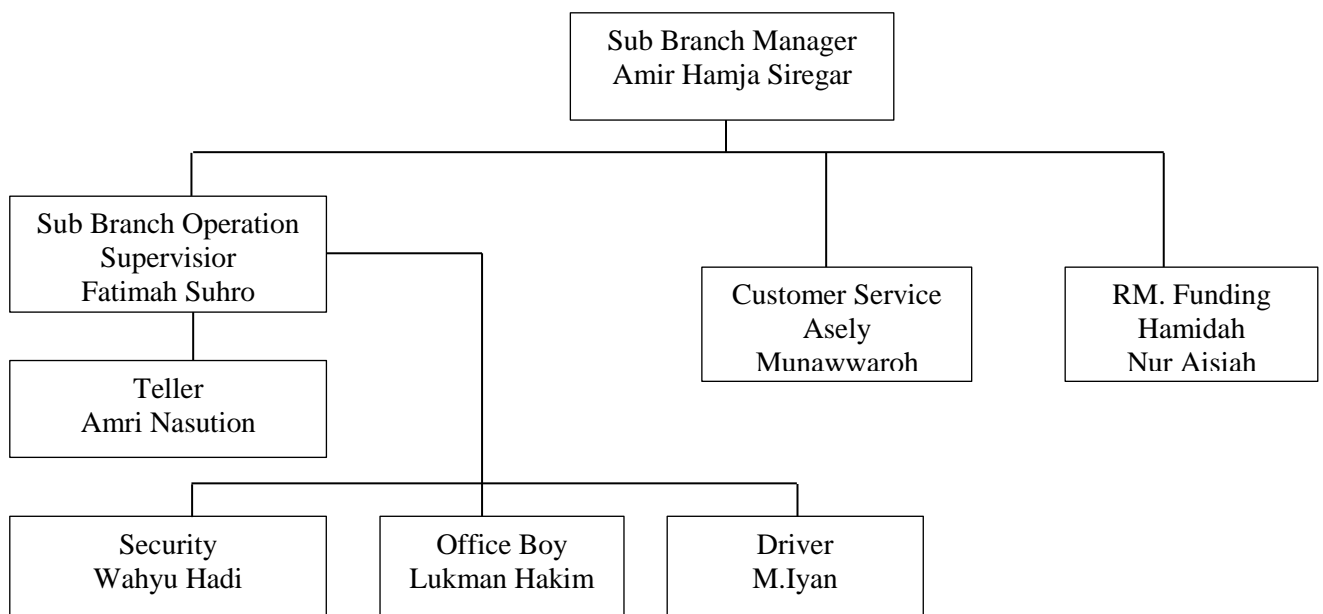 Sub Branch Manager
Amir Hamja Siregar
Sub Branch Operation
Supervisior
Fatimah Suhro
Customer Service
Asely
Munawwaroh
RM. Funding
Hamidah
Nur Aisiah
Teller
Amri Nasution
Security
Wahyu Hadi
Office Boy
Lukman Hakim
Driver
M.Iyan